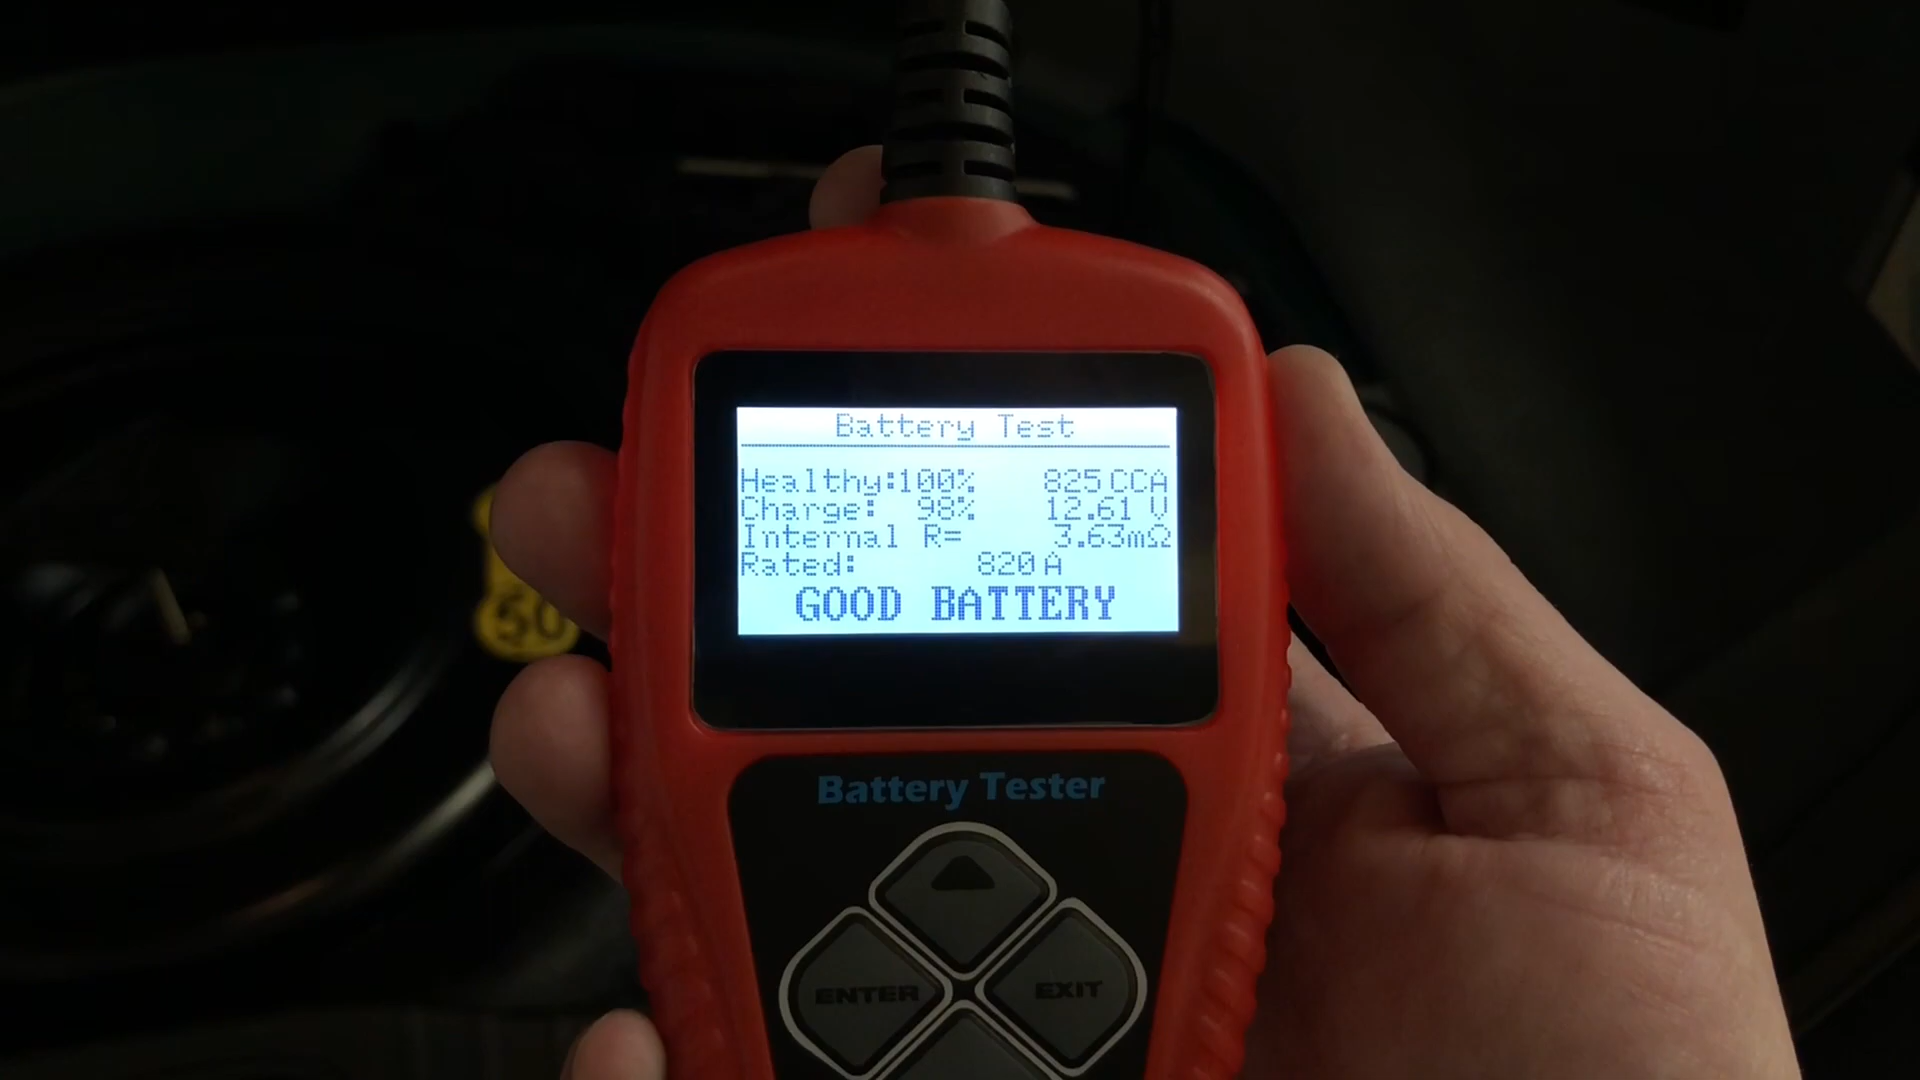 Battery Test
Healthy:100% 825 CCA
Charge: 98% 12.61 V
Internal R= 3.63mΩ
Rated: 820 A
GOOD BATTERY
50
Battery Tester
ENTER
EXIT